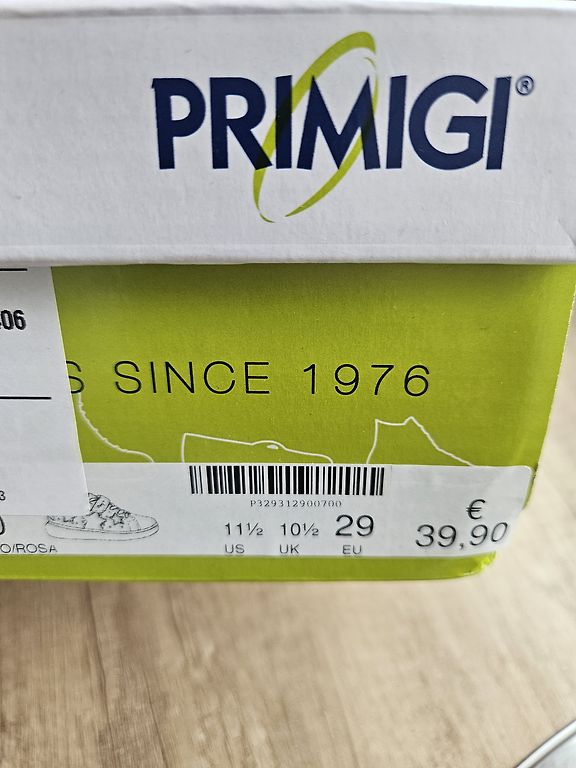 PRIMIGI®
06
S SINCE 1976
P329312900700
€
11½ 10½ 29 39,90
US UK EU
O/ROSA